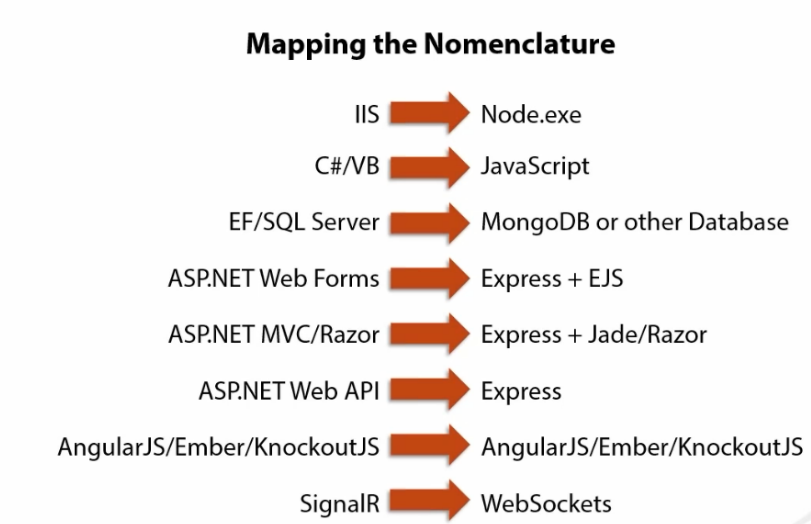 Mapping the Nomenclature
IIS Node.exe
C#/VB JavaScript
EF/SQL Server MongoDB or other Database
ASP.NET Web Forms Express + EJS
ASP.NET MVC/Razor Express + Jade/Razor
ASP.NET Web API Express
AngularJS/Ember/KnockoutJS AngularJS/Ember/KnockoutJS
SignalR WebSockets